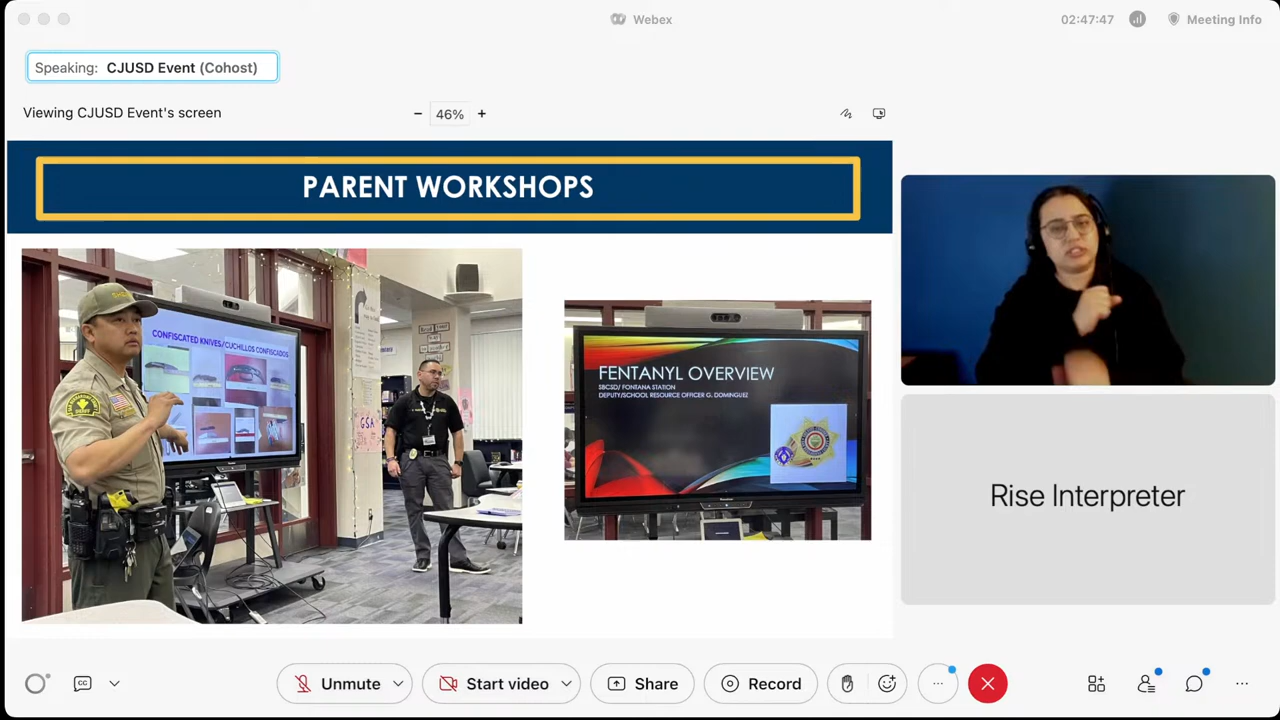 Webex
02:47:47
Meeting Info
Speaking: CJUSD Event (Cohost)
Viewing CJUSD Event's screen
46%
PARENT WORKSHOPS
CONFISCATED KNIVES/CUCHILLOS CONFISCADOS
GSA
FENTANYL OVERVIEW
SBCSD/ FONTANA STATION
DEPUTY/SCHOOL RESOURCE OFFICER G. DOMINGUEZ
Rise Interpreter
CC
Unmute
Start video
Share
Record